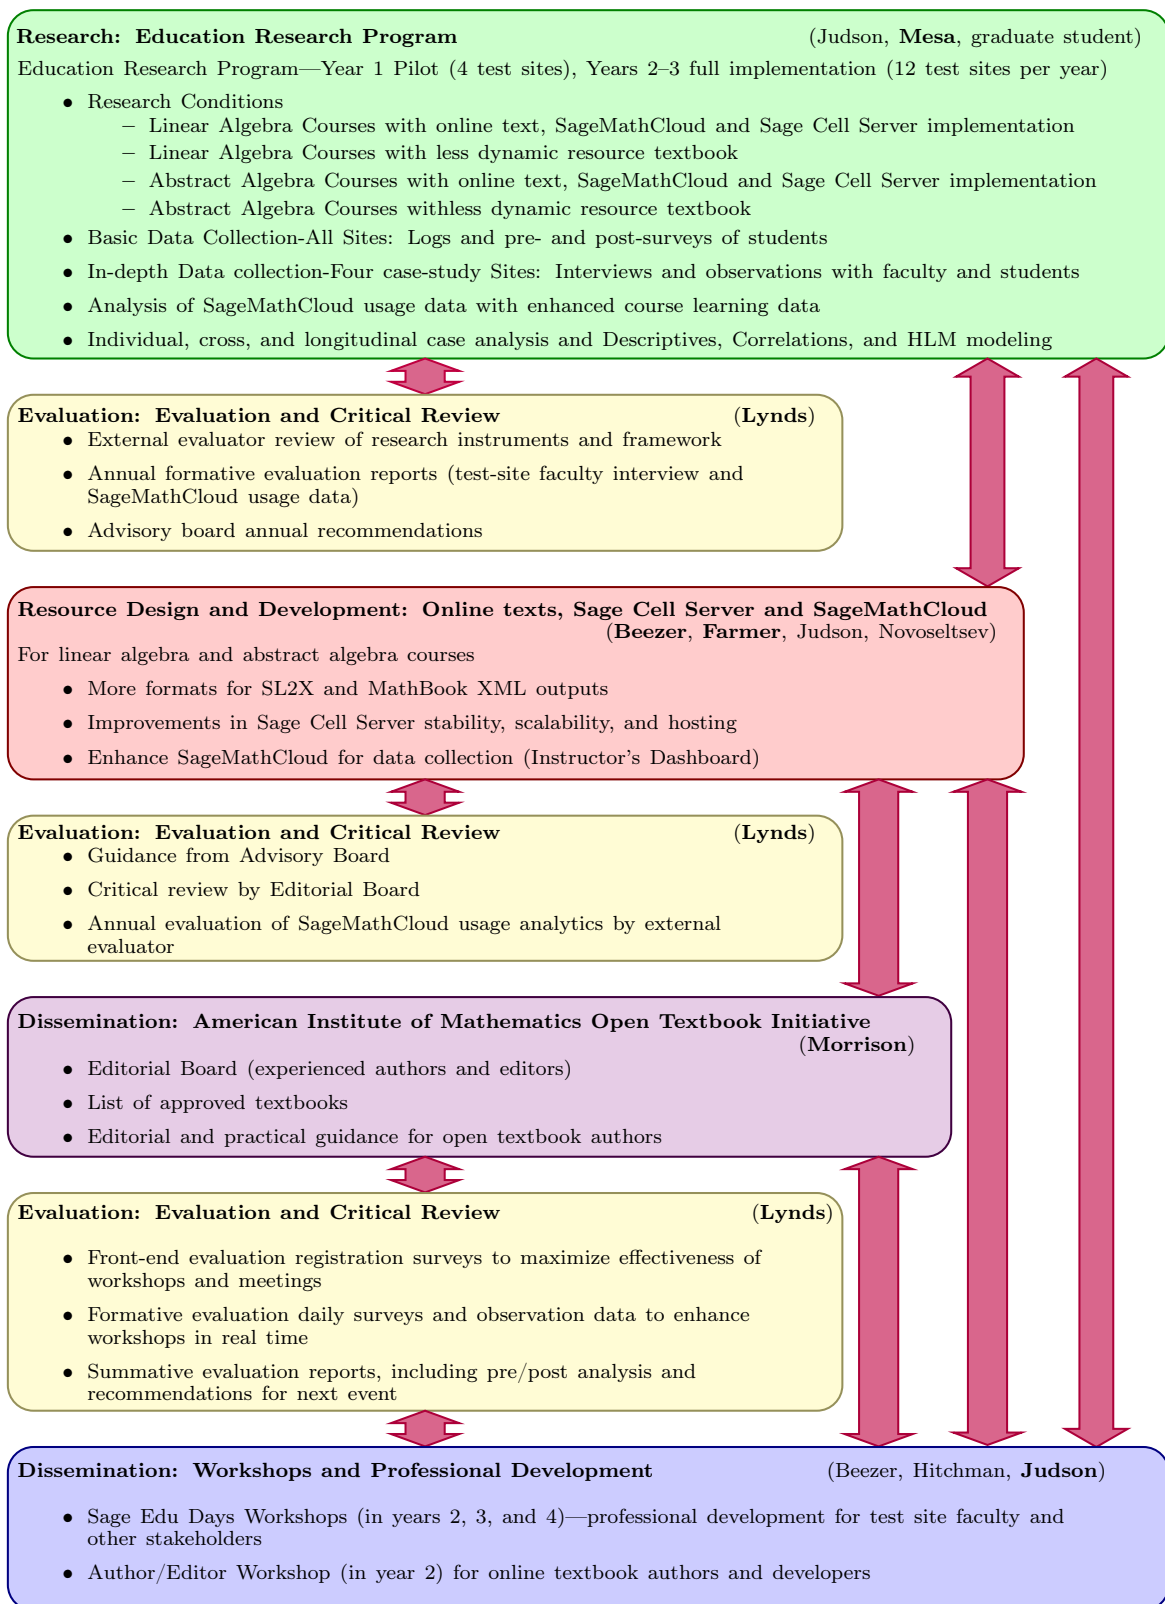 Research: Education Research Program (Judson, Mesa, graduate student)
Education Research Program—Year 1 Pilot (4 test sites), Years 2–3 full implementation (12 test sites per year)
• Research Conditions
– Linear Algebra Courses with online text, SageMathCloud and Sage Cell Server implementation
– Linear Algebra Courses with less dynamic resource textbook
– Abstract Algebra Courses with online text, SageMathCloud and Sage Cell Server implementation
– Abstract Algebra Courses withless dynamic resource textbook
• Basic Data Collection-All Sites: Logs and pre- and post-surveys of students
• In-depth Data collection-Four case-study Sites: Interviews and observations with faculty and students
• Analysis of SageMathCloud usage data with enhanced course learning data
• Individual, cross, and longitudinal case analysis and Descriptives, Correlations, and HLM modeling
Evaluation: Evaluation and Critical Review (Lynds)
• External evaluator review of research instruments and framework
• Annual formative evaluation reports (test-site faculty interview and
SageMathCloud usage data)
• Advisory board annual recommendations
Resource Design and Development: Online texts, Sage Cell Server and SageMathCloud
(Beezer, Farmer, Judson, Novoseltsev)
For linear algebra and abstract algebra courses
• More formats for SL2X and MathBook XML outputs
• Improvements in Sage Cell Server stability, scalability, and hosting
• Enhance SageMathCloud for data collection (Instructor's Dashboard)
Evaluation: Evaluation and Critical Review (Lynds)
• Guidance from Advisory Board
• Critical review by Editorial Board
• Annual evaluation of SageMathCloud usage analytics by external
evaluator
Dissemination: American Institute of Mathematics Open Textbook Initiative
(Morrison)
• Editorial Board (experienced authors and editors)
• List of approved textbooks
• Editorial and practical guidance for open textbook authors
Evaluation: Evaluation and Critical Review (Lynds)
• Front-end evaluation registration surveys to maximize effectiveness of
workshops and meetings
• Formative evaluation daily surveys and observation data to enhance
workshops in real time
• Summative evaluation reports, including pre/post analysis and
recommendations for next event
Dissemination: Workshops and Professional Development (Beezer, Hitchman, Judson)
• Sage Edu Days Workshops (in years 2, 3, and 4)—professional development for test site faculty and
other stakeholders
• Author/Editor Workshop (in year 2) for online textbook authors and developers